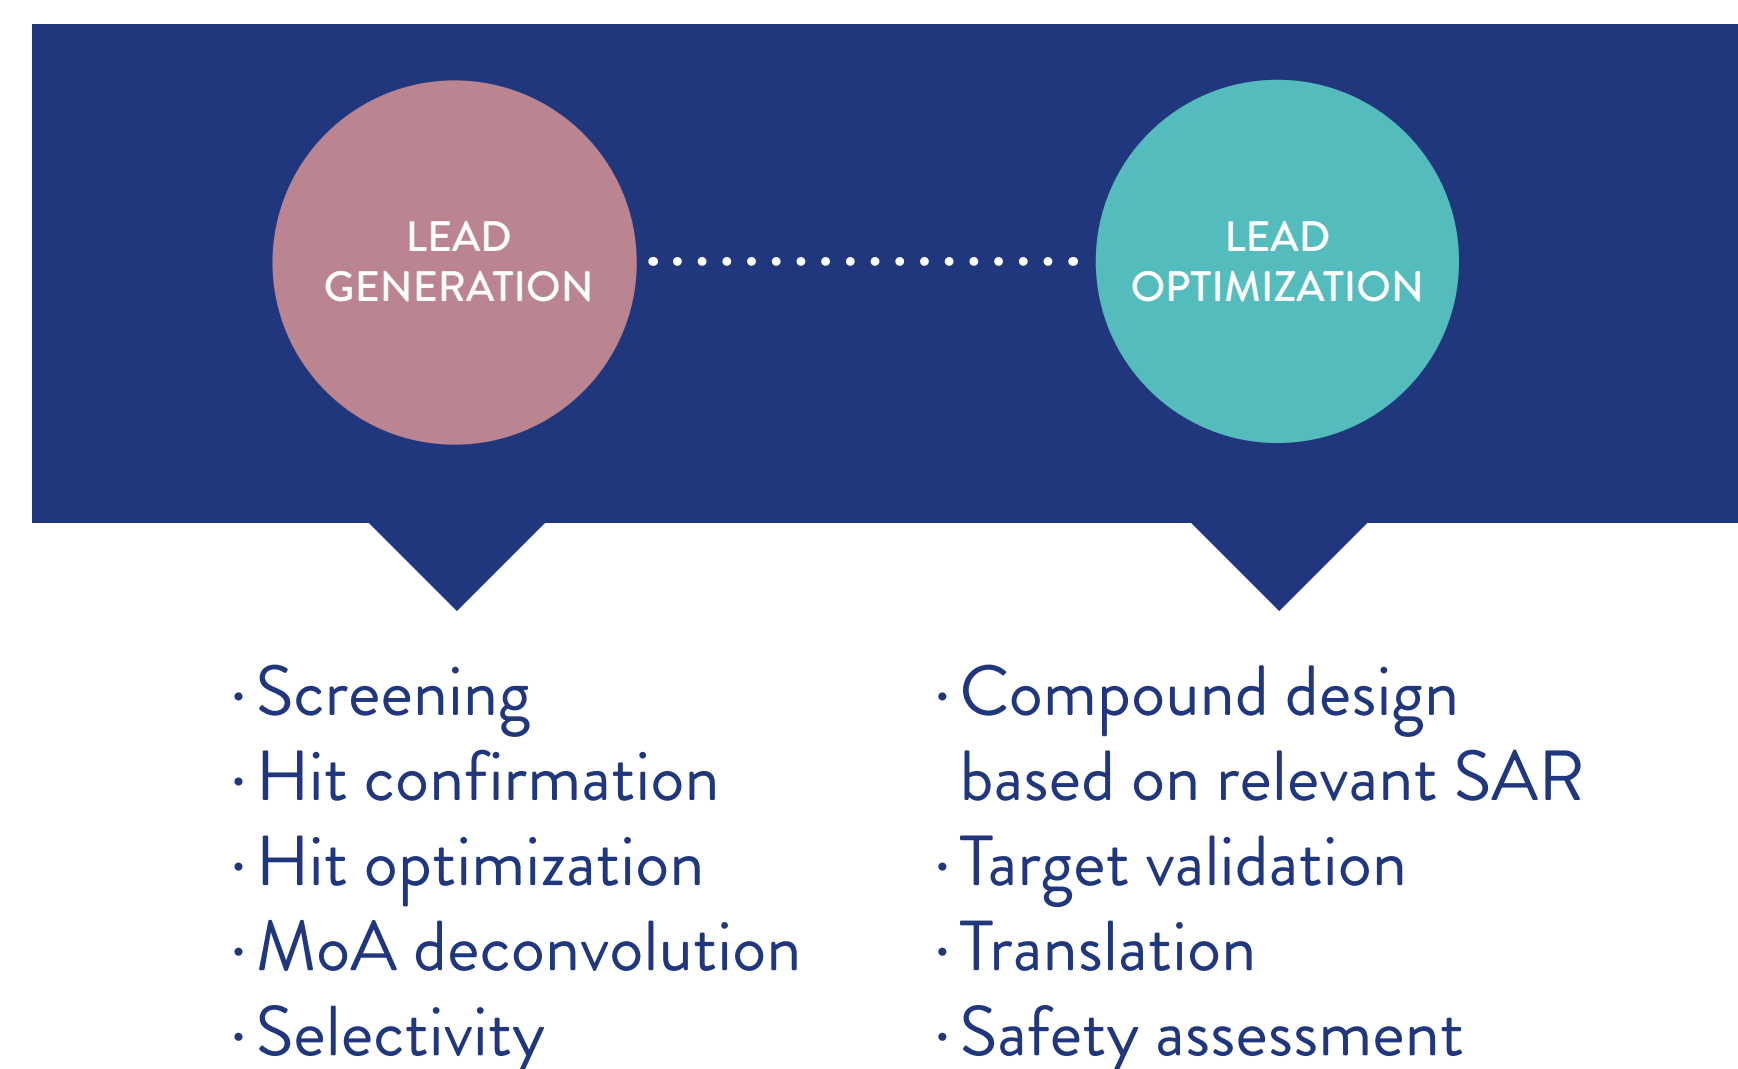 LEAD
GENERATION
LEAD
OPTIMIZATION
· Screening
· Hit confirmation
· Hit optimization
· MoA deconvolution
· Selectivity
· Compound design
based on relevant SAR
· Target validation
· Translation
· Safety assessment